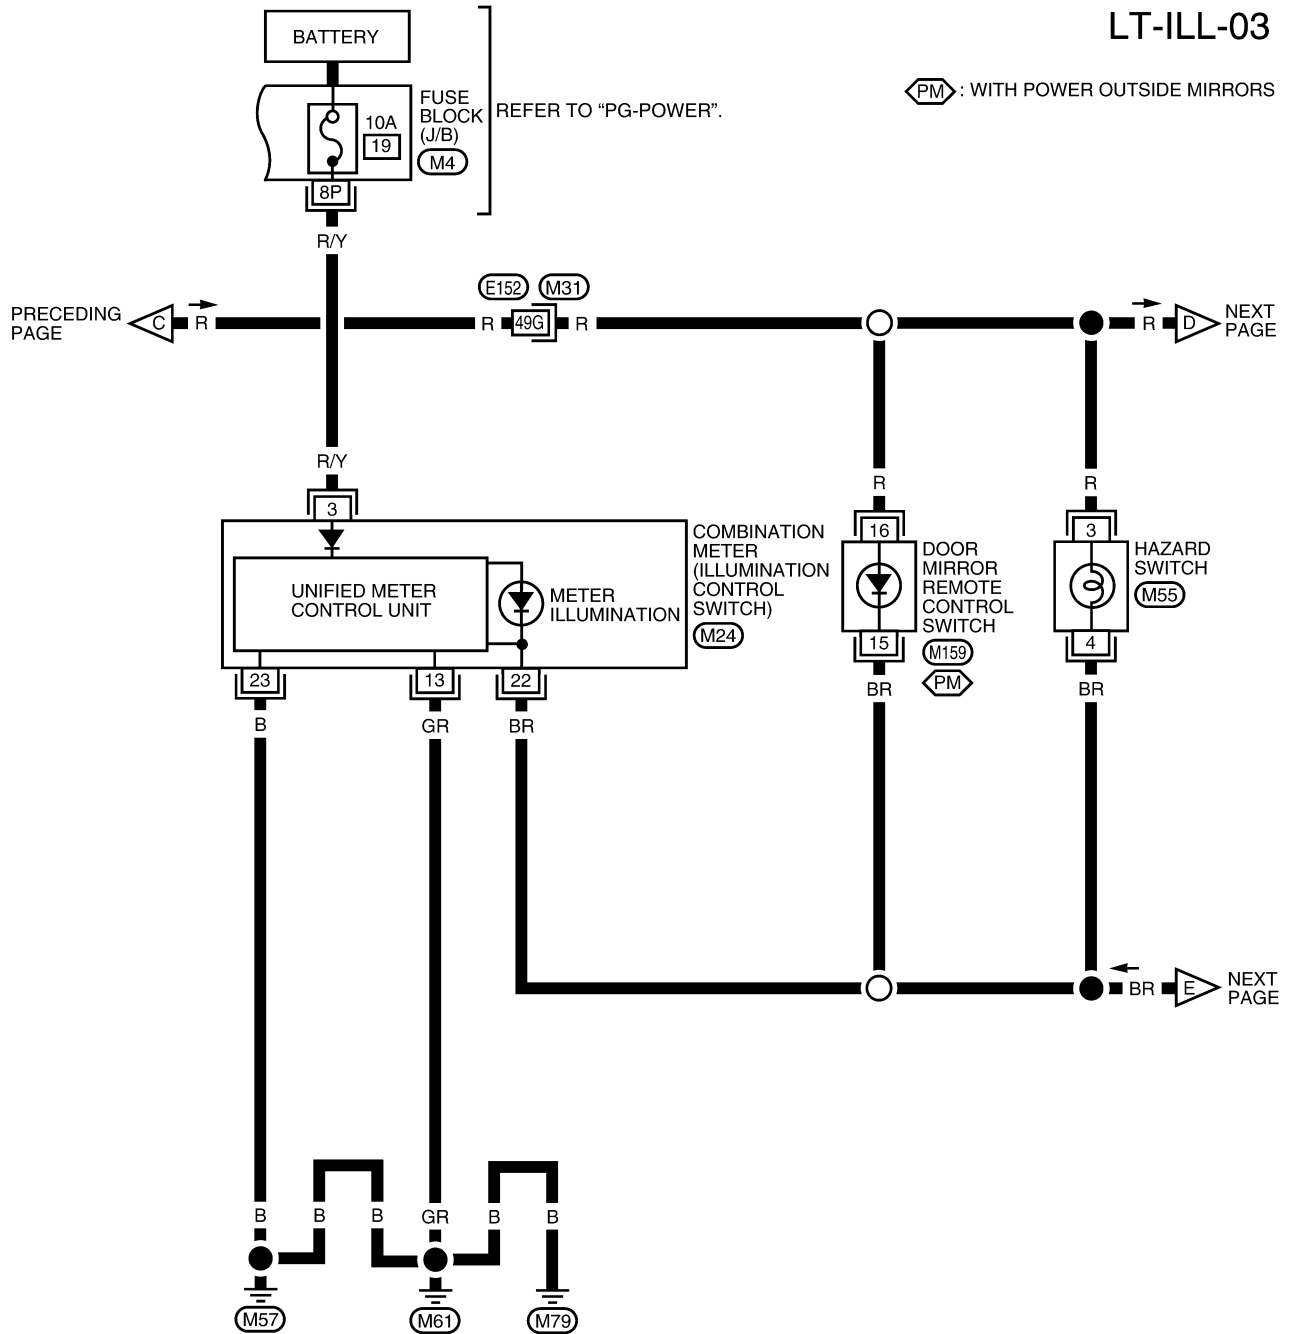 LT-ILL-03
BATTERY
PM : WITH POWER OUTSIDE MIRRORS
FUSE
BLOCK
(J/B)
M4
10A
19
REFER TO “PG-POWER”.
8P
R/Y
PRECEDING
PAGE
C
R
E152
M31
R
49G
R
R
D
NEXT
PAGE
R/Y
3
COMBINATION
METER
(ILLUMINATION
CONTROL
SWITCH)
M24
UNIFIED METER
CONTROL UNIT
METER
ILLUMINATION
R
16
DOOR
MIRROR
REMOTE
CONTROL
SWITCH
M159
PM
15
BR
R
3
HAZARD
SWITCH
M55
4
BR
23
13
22
B
GR
BR
BR
E
NEXT
PAGE
B
B
B
GR
B
B
M57
M61
M79